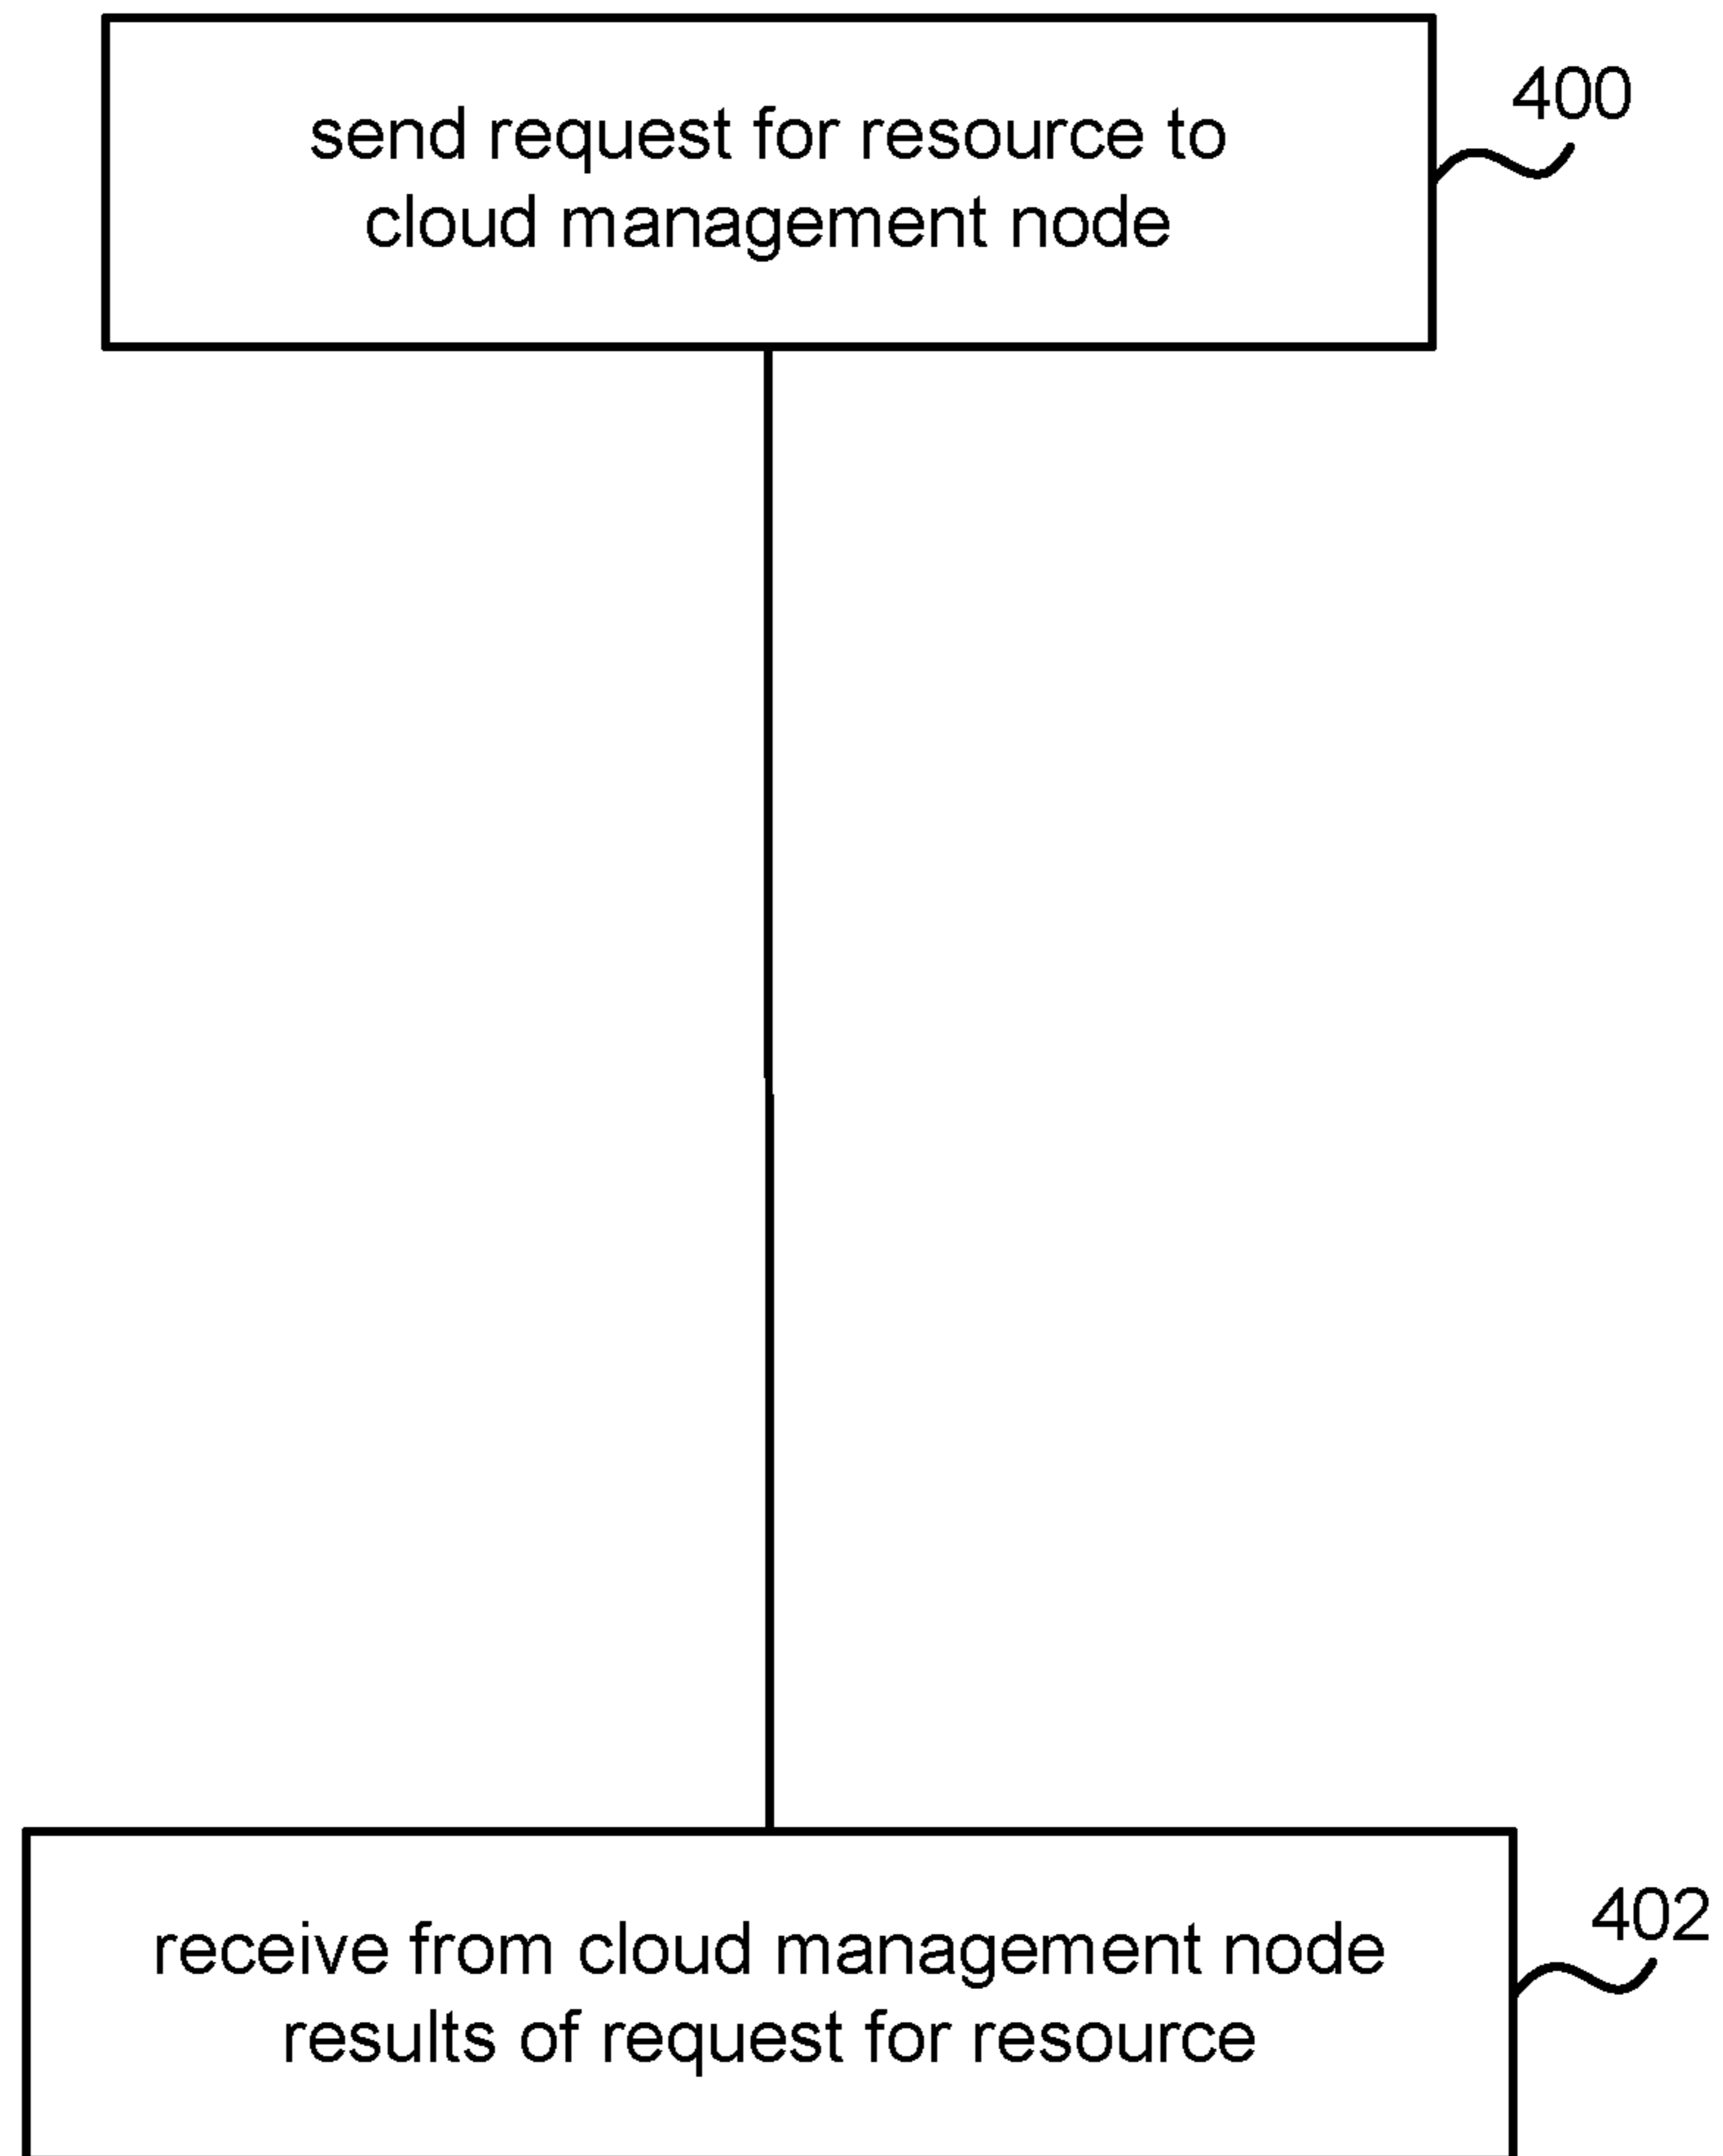 400
send request for resource to
cloud management node
402
receive from cloud management node
results of request for resource